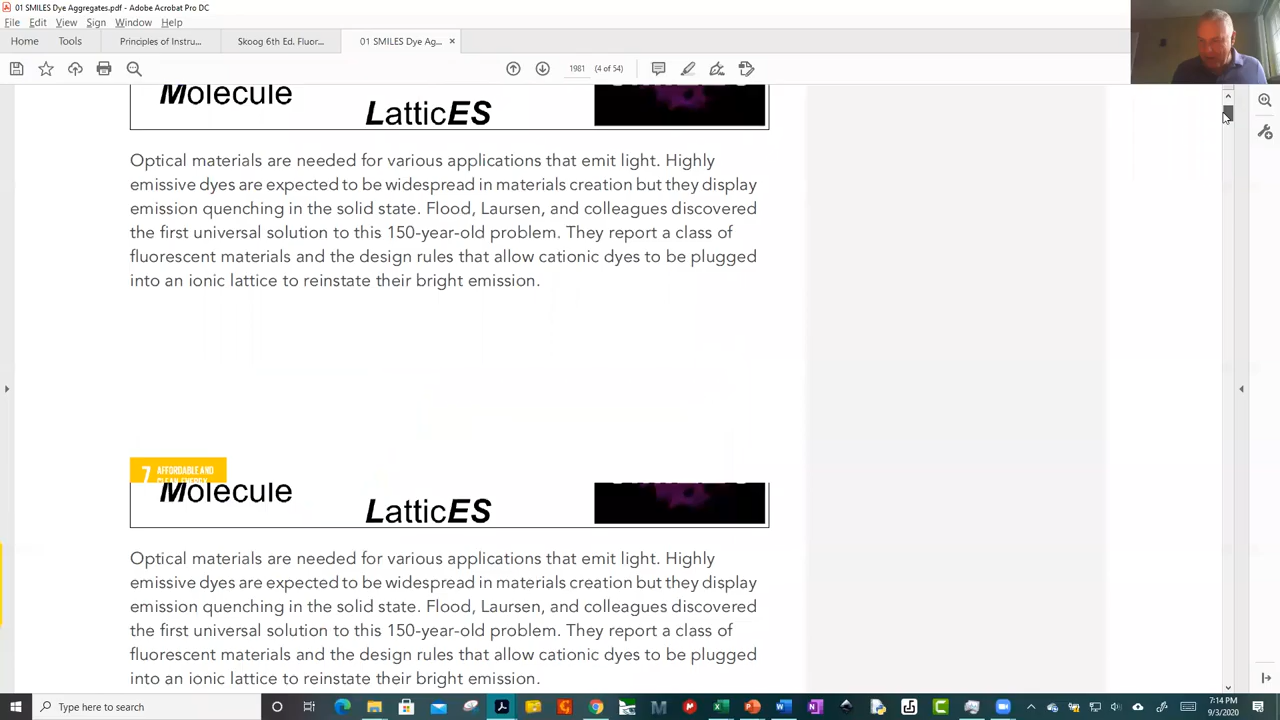 01 SMILES Dye Aggregates.pdf - Adobe Acrobat Pro DC
File Edit View Sign Window Help
Home Tools Principles of Instru... Skoog 6th Ed. Fluor... 01 SMILES Dye Ag... ×
1981 (4 of 54)
Molecule
LatticES
Optical materials are needed for various applications that emit light. Highly
emissive dyes are expected to be widespread in materials creation but they display
emission quenching in the solid state. Flood, Laursen, and colleagues discovered
the first universal solution to this 150-year-old problem. They report a class of
fluorescent materials and the design rules that allow cationic dyes to be plugged
into an ionic lattice to reinstate their bright emission.
7 AFFORDABLE AND
CLEAN ENERGY
Molecule
LatticES
Optical materials are needed for various applications that emit light. Highly
emissive dyes are expected to be widespread in materials creation but they display
emission quenching in the solid state. Flood, Laursen, and colleagues discovered
the first universal solution to this 150-year-old problem. They report a class of
fluorescent materials and the design rules that allow cationic dyes to be plugged
into an ionic lattice to reinstate their bright emission.
Type here to search
7:14 PM
9/3/2020